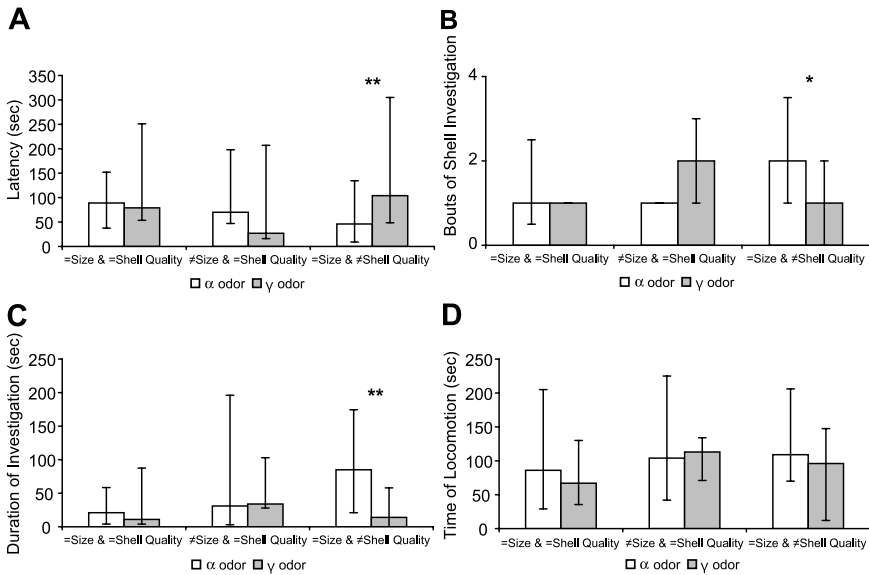 A
Latency (sec)
350
300
250
200
150
100
50
0
**
=Size & =Shell Quality ≠Size & =Shell Quality =Size & ≠Shell Quality
α odor γ odor
B
Bouts of Shell Investigation
4
2
0
*
=Size & =Shell Quality ≠Size & =Shell Quality =Size & ≠Shell Quality
α odor γ odor
C
Duration of Investigation (sec)
250
200
150
100
50
0
**
=Size & =Shell Quality ≠Size & =Shell Quality =Size & ≠Shell Quality
α odor γ odor
D
Time of Locomotion (sec)
250
200
150
100
50
0
=Size & =Shell Quality ≠Size & =Shell Quality =Size & ≠Shell Quality
α odor γ odor